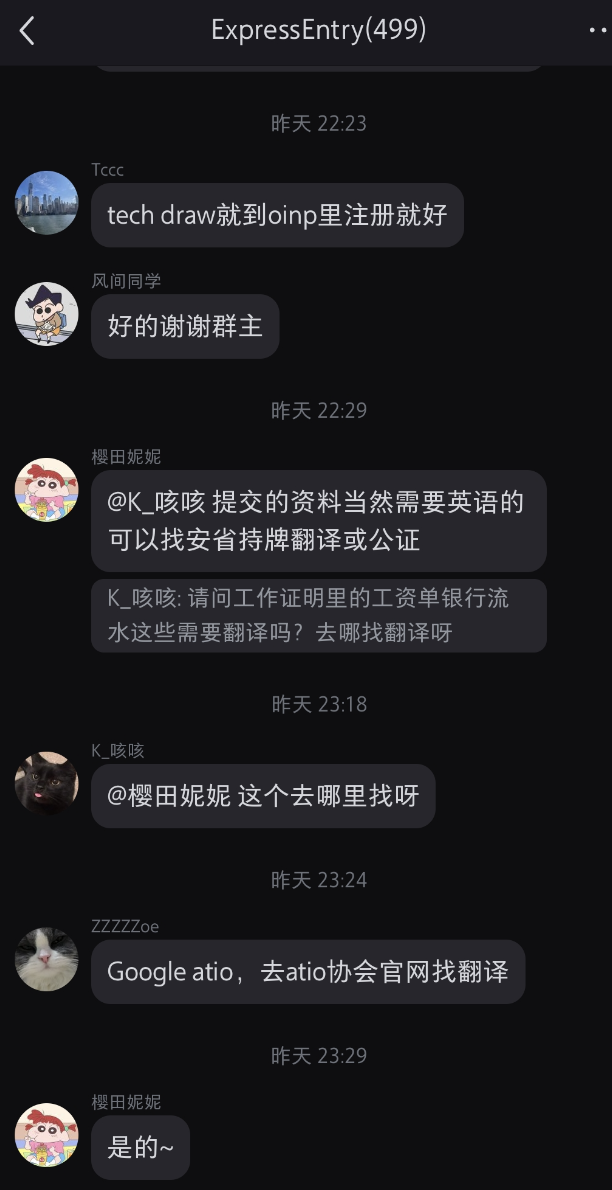 ExpressEntry(499)
昨天 22:23
Tccc
tech draw就到oinp里注册就好
风间同学
好的谢谢群主
昨天 22:29
樱田妮妮
@K_咳咳 提交的资料当然需要英语的
可以找安省持牌翻译或公证
K_咳咳: 请问工作证明里的工资单银行流
水这些需要翻译吗？去哪找翻译呀
昨天 23:18
K_咳咳
@樱田妮妮 这个去哪里找呀
昨天 23:24
ZZZZZoe
Google atio，去atio协会官网找翻译
昨天 23:29
樱田妮妮
是的~